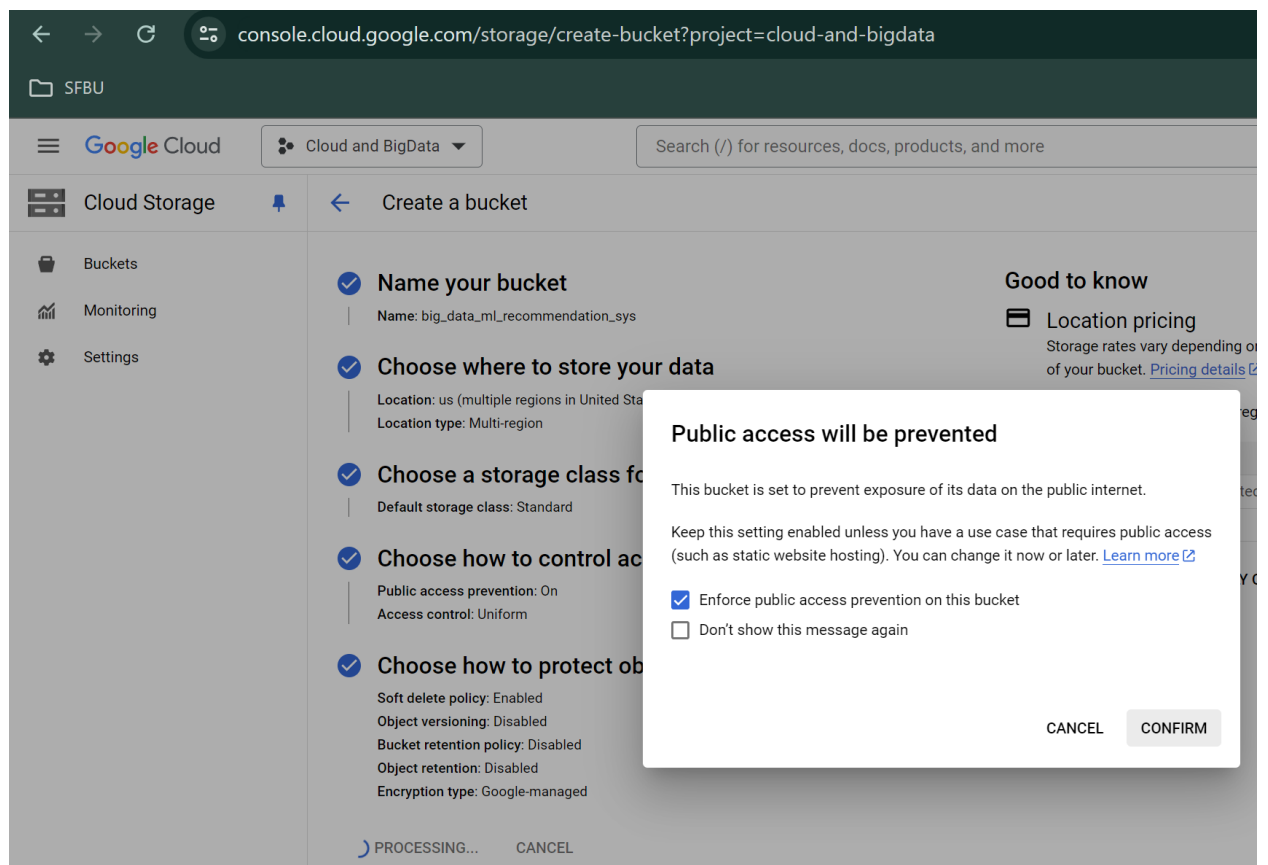 console.cloud.google.com/storage/create-bucket?project=cloud-and-bigdata
SFBU
Google Cloud
Cloud and BigData
Search (/) for resources, docs, products, and more
Cloud Storage
Create a bucket
Buckets
Monitoring
Settings
Name your bucket
Name: big_data_ml_recommendation_sys
Choose where to store your data
Location: us (multiple regions in United
Location type: Multi-region
Choose a storage class
Default storage class: Standard
Choose how to control
Public access prevention: On
Access control: Uniform
Choose how to protect
Soft delete policy: Enabled
Object versioning: Disabled
Bucket retention policy: Disabled
Object retention: Disabled
Encryption type: Google-managed
PROCESSING...
CANCEL
Good to know
Location pricing
Storage rates vary depending
of your bucket. Pricing details
Public access will be prevented
This bucket is set to prevent exposure of its data on the public internet.
Keep this setting enabled unless you have a use case that requires public access
(such as static website hosting). You can change it now or later. Learn more
Enforce public access prevention on this bucket
Don't show this message again
CANCEL
CONFIRM